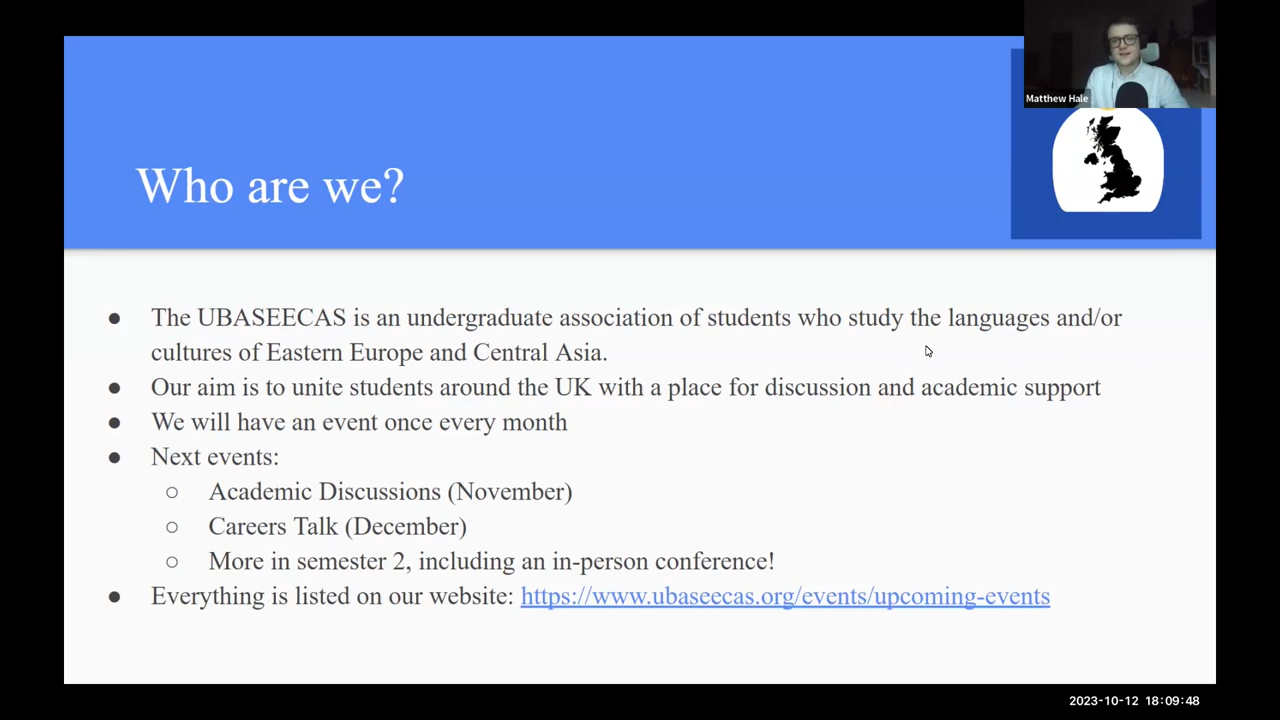 Matthew Hale
Who are we?
● The UBASEECAS is an undergraduate association of students who study the languages and/or
cultures of Eastern Europe and Central Asia.
● Our aim is to unite students around the UK with a place for discussion and academic support
● We will have an event once every month
● Next events:
○ Academic Discussions (November)
○ Careers Talk (December)
○ More in semester 2, including an in-person conference!
● Everything is listed on our website: https://www.ubaseecas.org/events/upcoming-events
2023-10-12 18:09:48